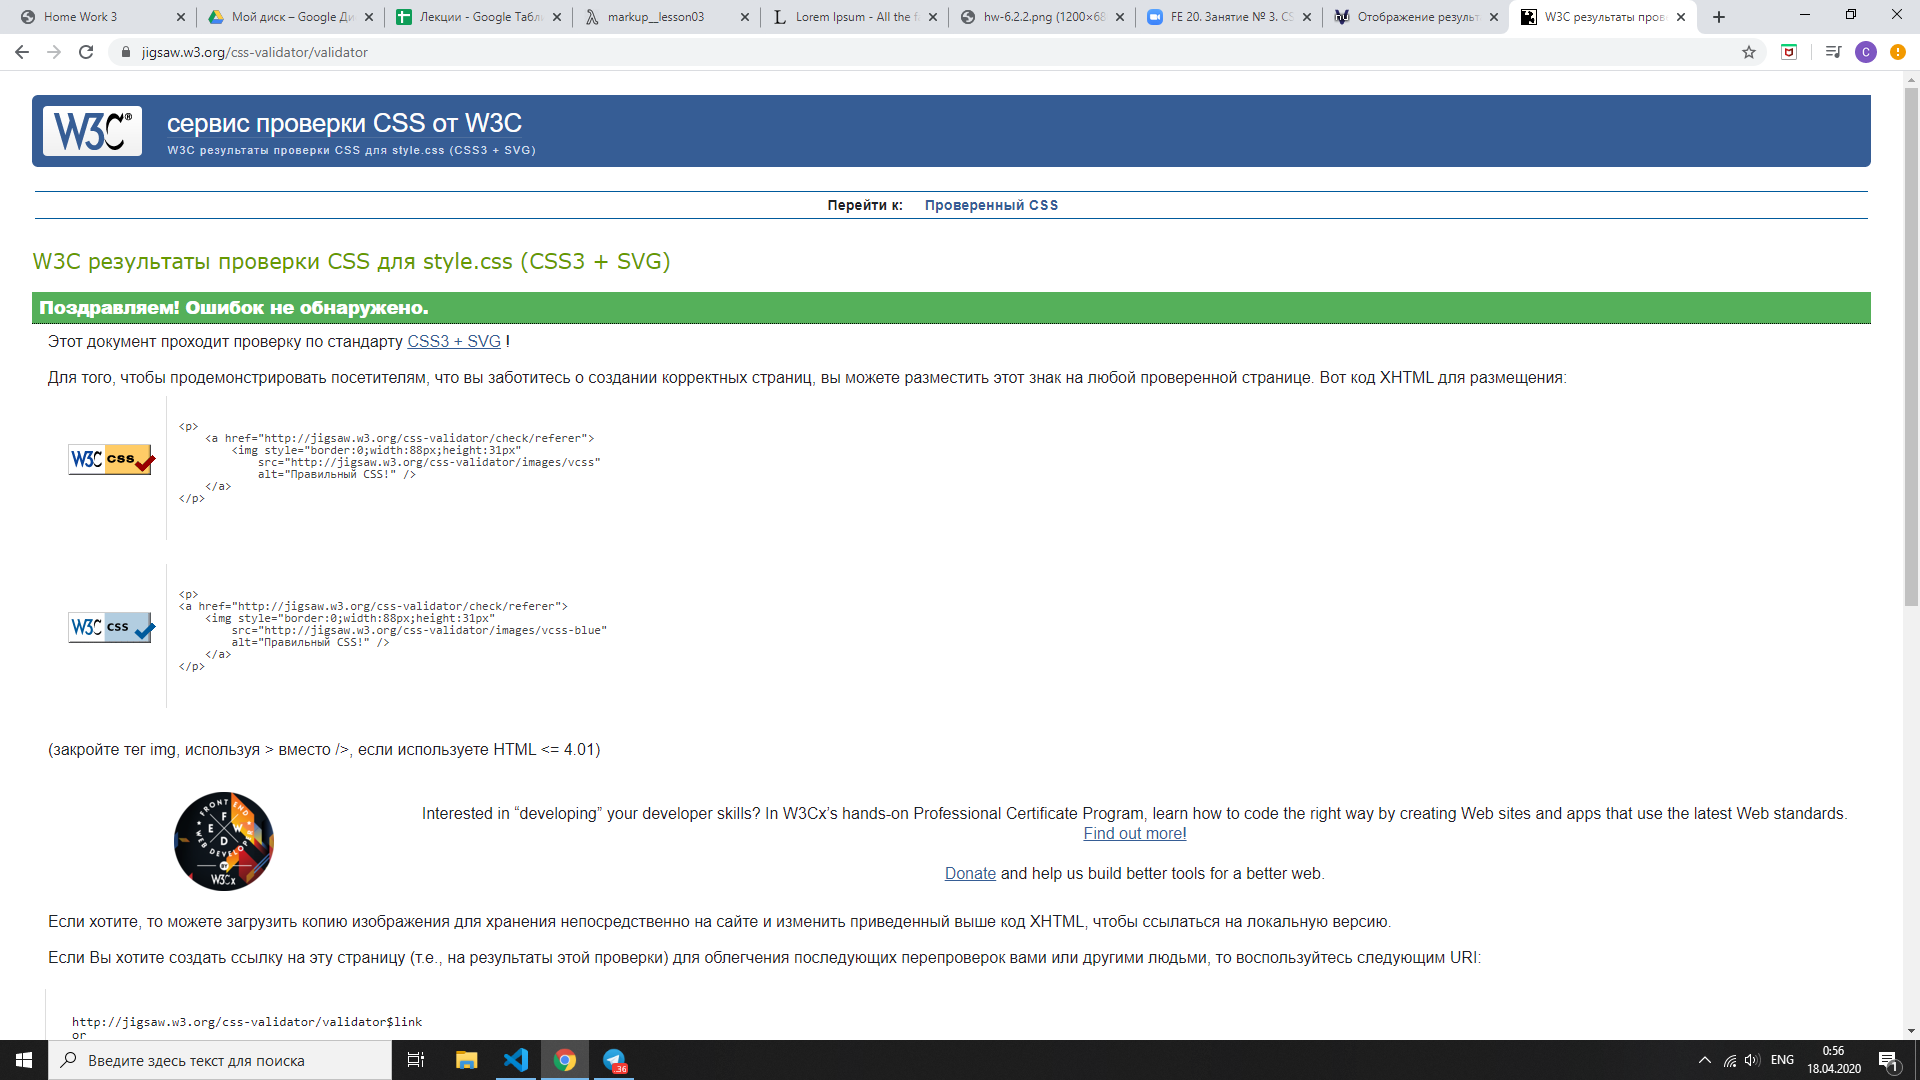 Home Work 3
Мой диск – Google Ди
Лекции - Google Табл
markup__lesson03
Lorem Ipsum - All the f
hw-6.2.2.png (1200×68
FE 20. Занятие № 3. CS
Отображение результ
W3C результаты пров
jigsaw.w3.org/css-validator/validator
C
W3C®
сервис проверки CSS от W3C
W3C результаты проверки CSS для style.css (CSS3 + SVG)
Перейти к: Проверенный CSS
W3C результаты проверки CSS для style.css (CSS3 + SVG)
Поздравляем! Ошибок не обнаружено.
Этот документ проходит проверку по стандарту CSS3 + SVG !
Для того, чтобы продемонстрировать посетителям, что вы заботитесь о создании корректных страниц, вы можете разместить этот знак на любой проверенной странице. Вот код XHTML для размещения:
W3C css
<p>
<a href="http://jigsaw.w3.org/css-validator/check/referer">
<img style="border:0;width:88px;height:31px"
src="http://jigsaw.w3.org/css-validator/images/vcss"
alt="Правильный CSS!" />
</a>
</p>
W3C css
<p>
<a href="http://jigsaw.w3.org/css-validator/check/referer">
<img style="border:0;width:88px;height:31px"
src="http://jigsaw.w3.org/css-validator/images/vcss-blue"
alt="Правильный CSS!" />
</a>
</p>
(закройте тег img, используя > вместо />, если используете HTML <= 4.01)
FRONT END
F
E W
D
WEB DEVELOPER
BY
W3Cx
Interested in “developing” your developer skills? In W3Cx’s hands-on Professional Certificate Program, learn how to code the right way by creating Web sites and apps that use the latest Web standards.
Find out more!
Donate and help us build better tools for a better web.
Если хотите, то можете загрузить копию изображения для хранения непосредственно на сайте и изменить приведенный выше код XHTML, чтобы ссылаться на локальную версию.
Если Вы хотите создать ссылку на эту страницу (т.е., на результаты этой проверки) для облегчения последующих перепроверок вами или другими людьми, то воспользуйтесь следующим URI:
http://jigsaw.w3.org/css-validator/validator$link
or
Введите здесь текст для поиска
36
ENG
0:56
18.04.2020
1